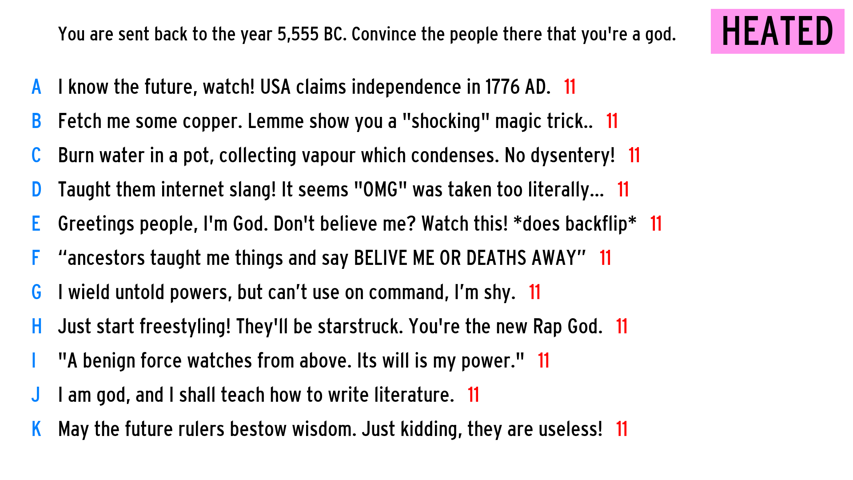 You are sent back to the year 5,555 BC. Convince the people there that you're a god.
HEATED
A I know the future, watch! USA claims independence in 1776 AD. 11
B Fetch me some copper. Lemme show you a "shocking" magic trick.. 11
C Burn water in a pot, collecting vapour which condenses. No dysentery! 11
D Taught them internet slang! It seems "OMG" was taken too literally... 11
E Greetings people, I'm God. Don't believe me? Watch this! *does backflip* 11
F “ancestors taught me things and say BELIVE ME OR DEATHS AWAY” 11
G I wield untold powers, but can’t use on command, I’m shy. 11
H Just start freestyling! They'll be starstruck. You're the new Rap God. 11
I "A benign force watches from above. Its will is my power." 11
J I am god, and I shall teach how to write literature. 11
K May the future rulers bestow wisdom. Just kidding, they are useless! 11